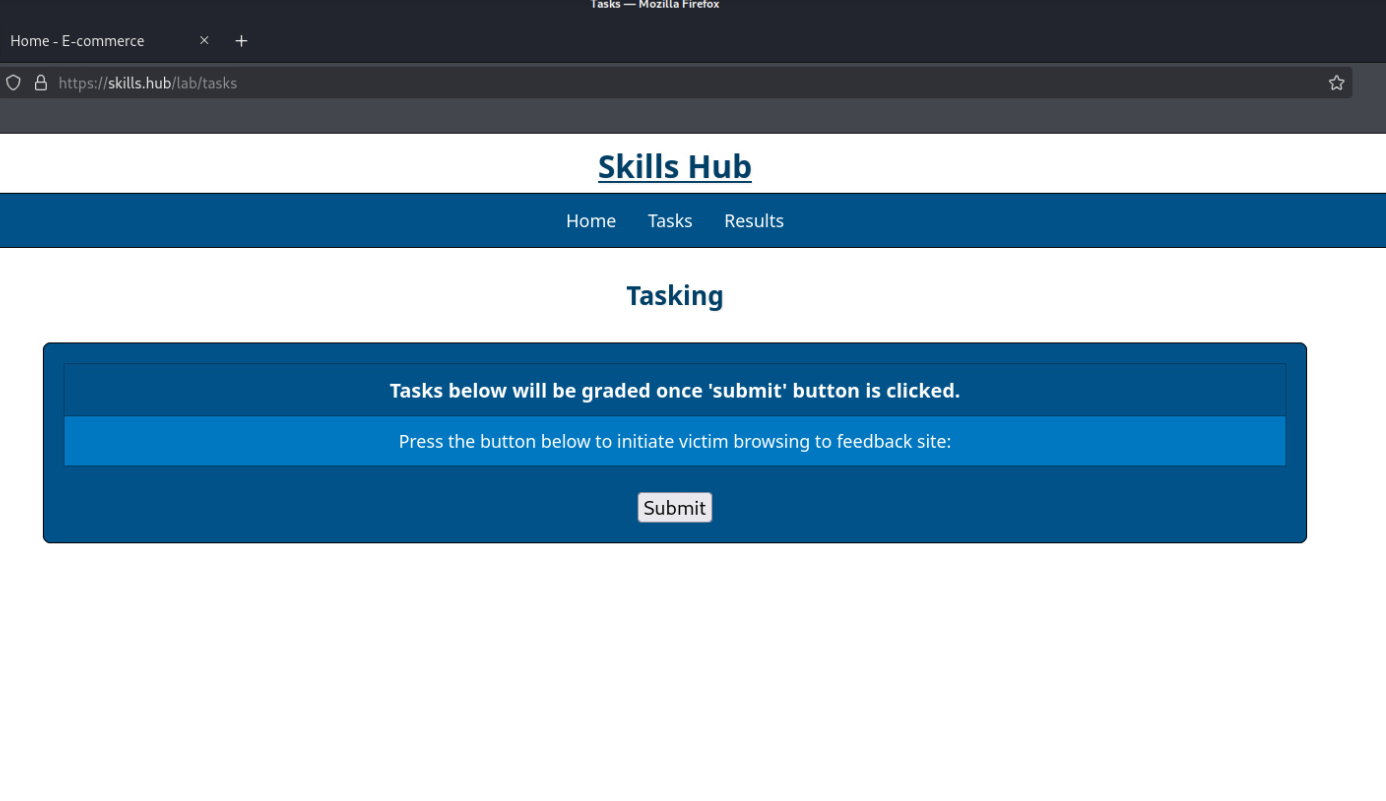 Tasks — Mozilla Firefox
Home - E-commerce
https://skills.hub/lab/tasks
Skills Hub
Home Tasks Results
Tasking
Tasks below will be graded once 'submit' button is clicked.
Press the button below to initiate victim browsing to feedback site:
Submit